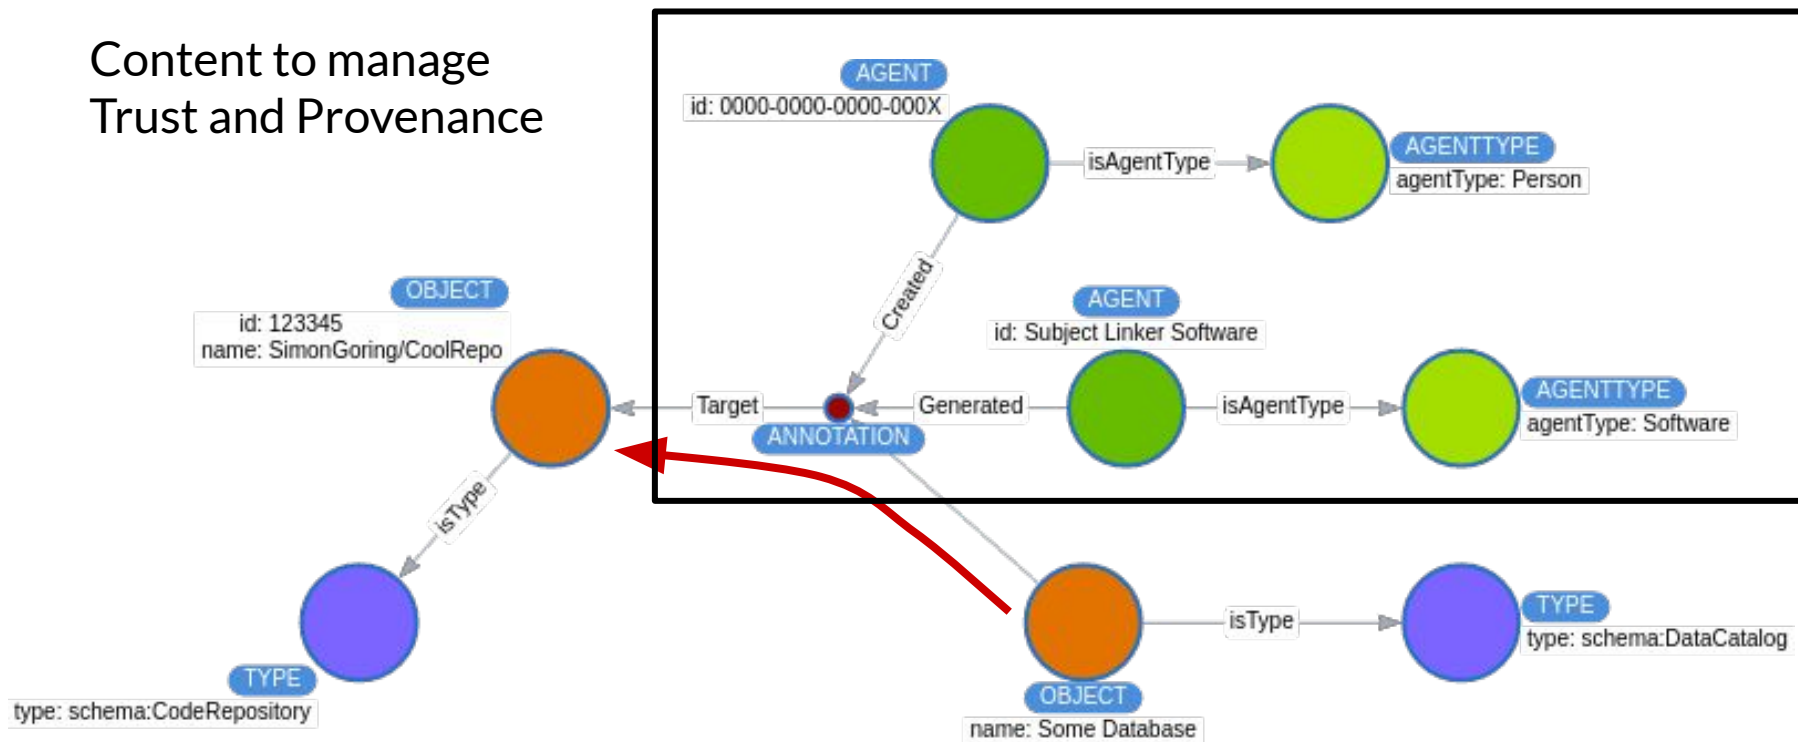 Content to manage
Trust and Provenance
AGENT
id: 0000-0000-0000-000X
isAgentType
AGENTTYPE
agentType: Person
Created
OBJECT
id: 123345
name: SimonGoring/CoolRepo
AGENT
id: Subject Linker Software
Target
Generated
isAgentType
AGENTTYPE
agentType: Software
ANNOTATION
isType
isType
TYPE
type: schema:DataCatalog
TYPE
type: schema:CodeRepository
OBJECT
name: Some Database